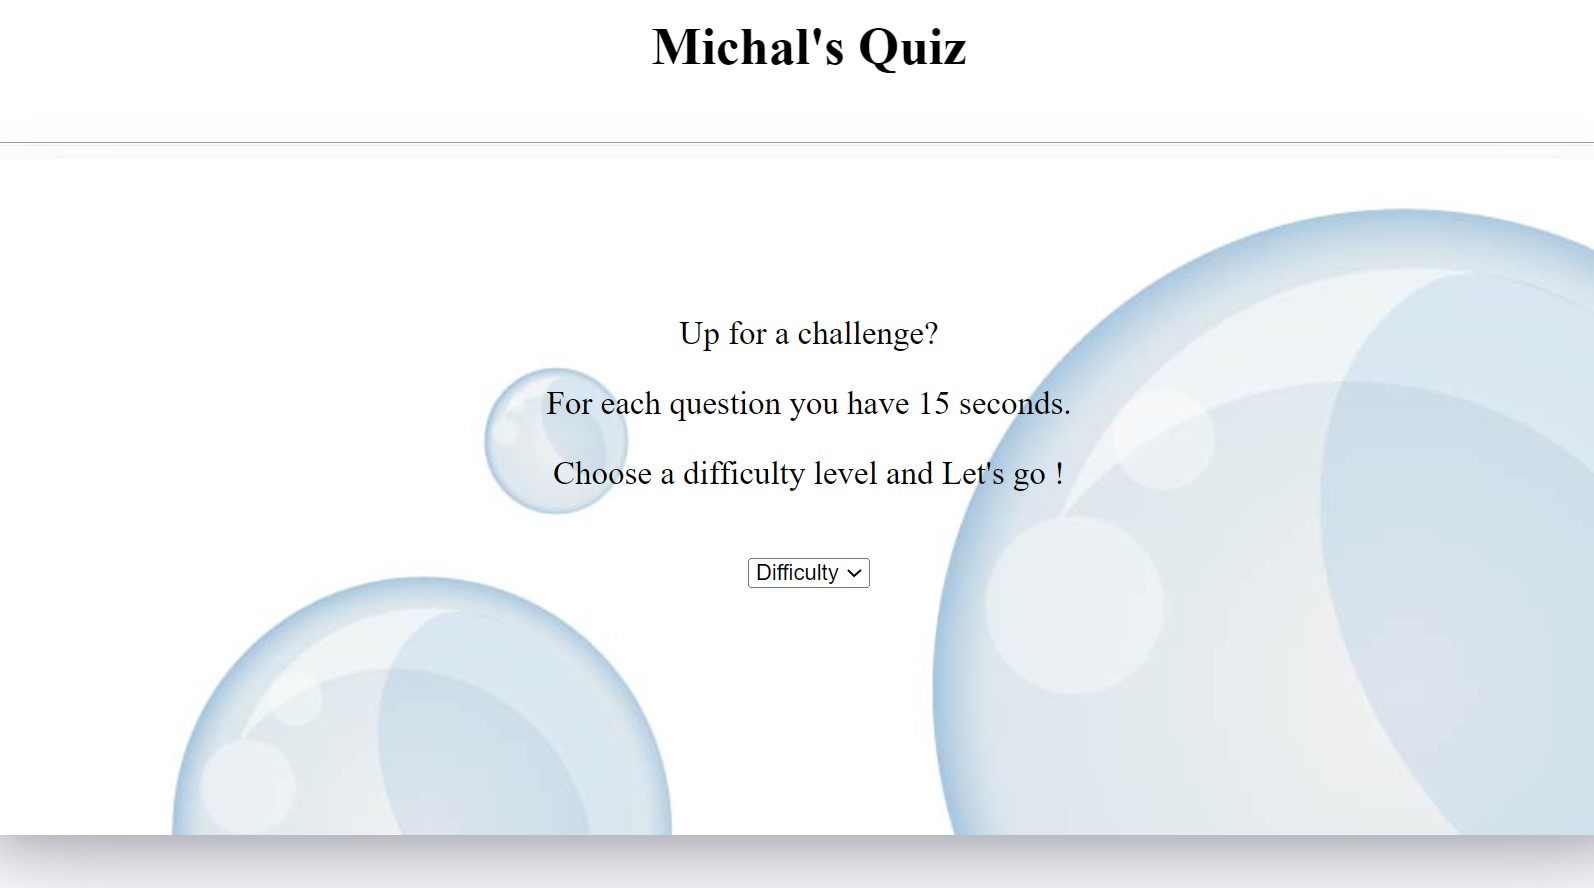 Michal's Quiz
Up for a challenge?
For each question you have 15 seconds.
Choose a difficulty level and Let's go !
Difficulty